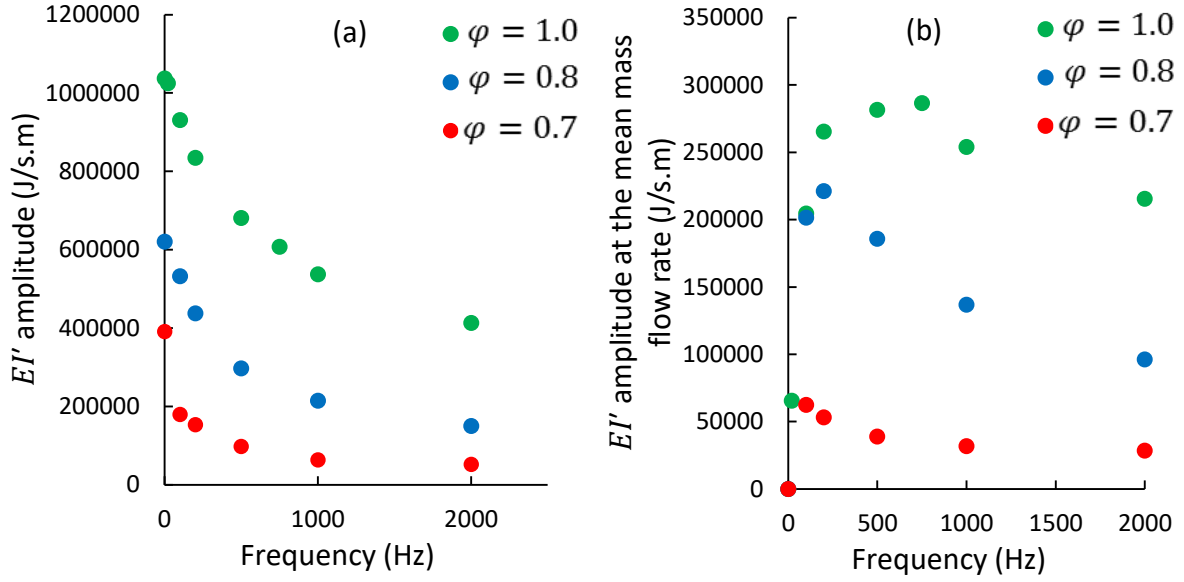 (a)
φ = 1.0
φ = 0.8
φ = 0.7
EI′ amplitude (J/s.m)
1200000
1000000
800000
600000
400000
200000
0
0
1000
2000
Frequency (Hz)
(b)
φ = 1.0
φ = 0.8
φ = 0.7
EI′ amplitude at the mean mass
flow rate (J/s.m)
350000
300000
250000
200000
150000
100000
50000
0
0
500
1000
1500
2000
Frequency (Hz)